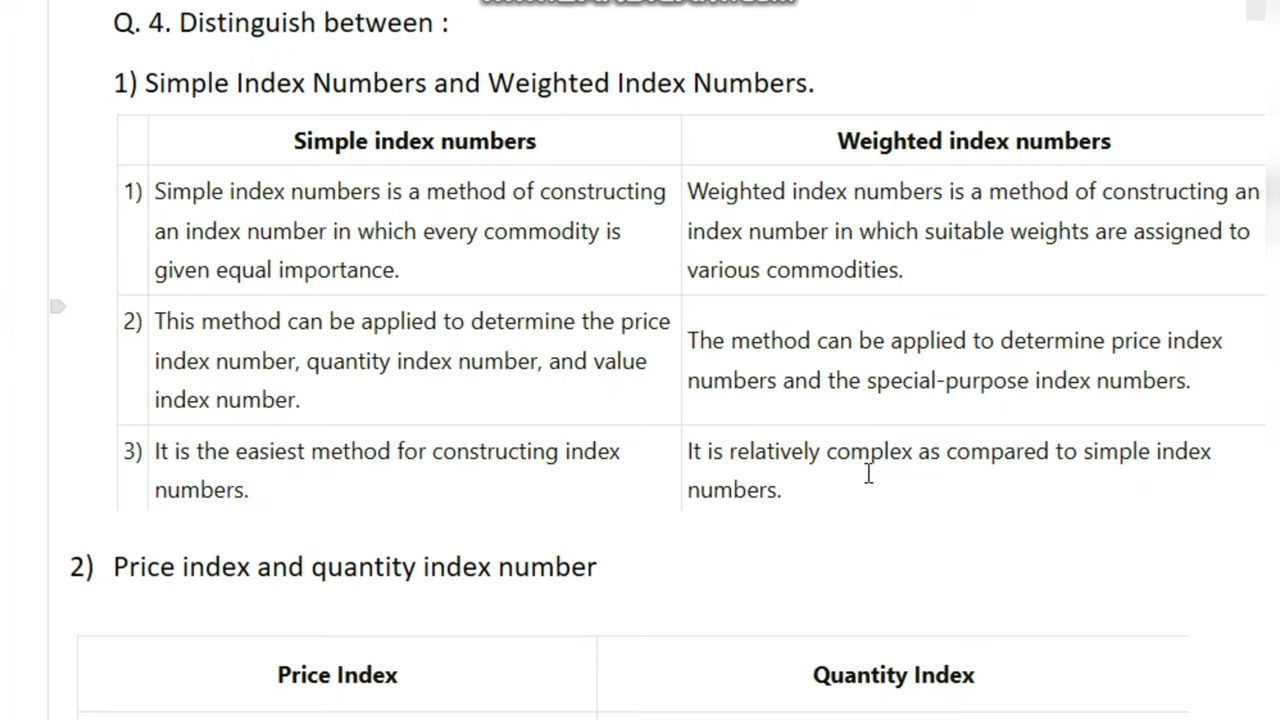 Q. 4. Distinguish between :
1) Simple Index Numbers and Weighted Index Numbers.
Simple index numbers
Weighted index numbers
1) Simple index numbers is a method of constructing
an index number in which every commodity is
given equal importance.
Weighted index numbers is a method of constructing an
index number in which suitable weights are assigned to
various commodities.
2) This method can be applied to determine the price
index number, quantity index number, and value
index number.
The method can be applied to determine price index
numbers and the special-purpose index numbers.
3) It is the easiest method for constructing index
numbers.
It is relatively complex as compared to simple index
numbers.
2) Price index and quantity index number
Price Index
Quantity Index